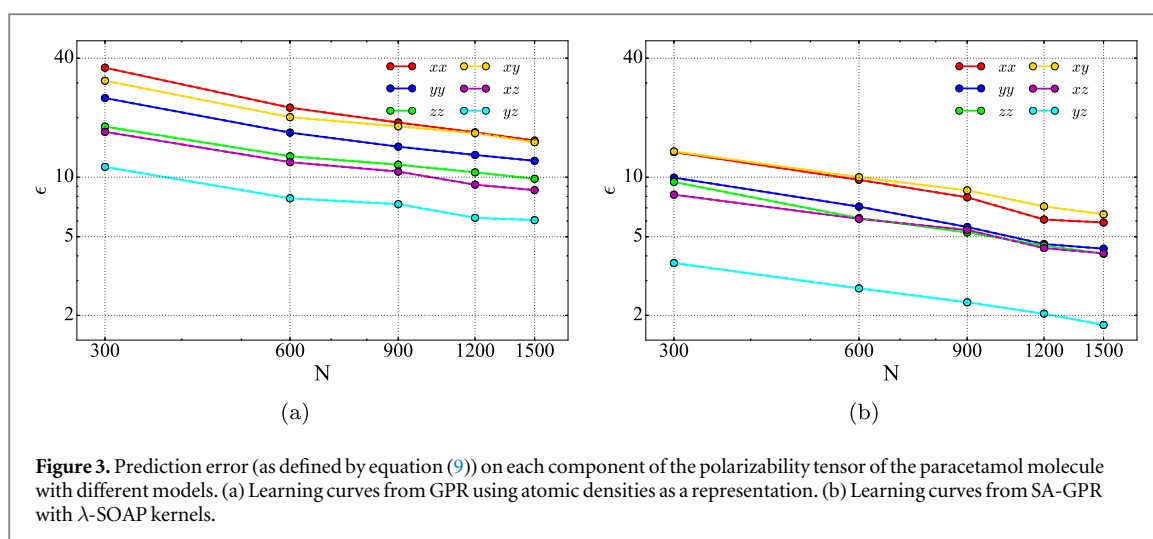 40
10
5
2
ϵ
xx xy
yy xz
zz yz
300 600 900 1200 1500
N
(a)
40
10
5
2
ϵ
xx xy
yy xz
zz yz
300 600 900 1200 1500
N
(b)
Figure 3. Prediction error (as defined by equation (9)) on each component of the polarizability tensor of the paracetamol molecule
with different models. (a) Learning curves from GPR using atomic densities as a representation. (b) Learning curves from SA-GPR
with λ-SOAP kernels.